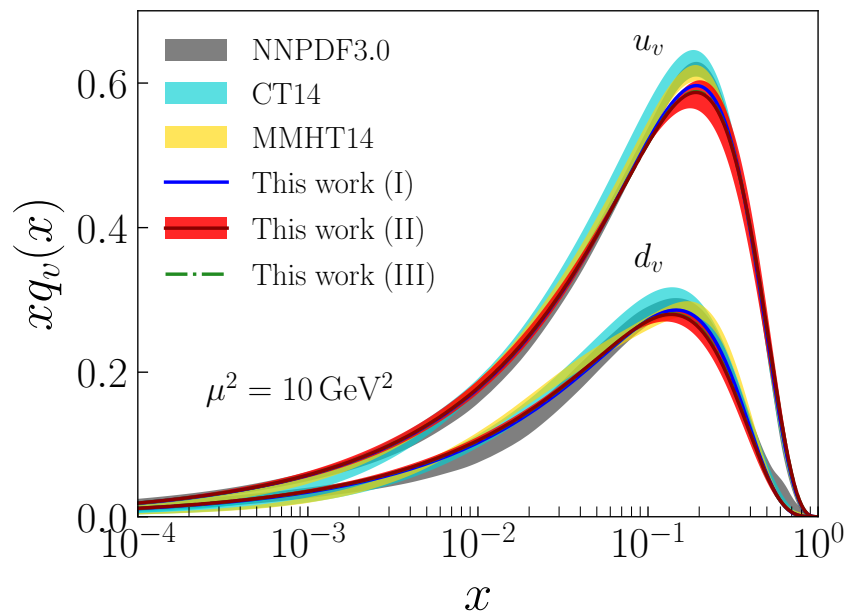 NNPDF3.0
CT14
MMHT14
This work (I)
This work (II)
This work (III)
u_v
d_v
μ² = 10 GeV²
xq_v(x)
0.6
0.4
0.2
0.0
10⁻⁴ 10⁻³ 10⁻² 10⁻¹ 10⁰
x